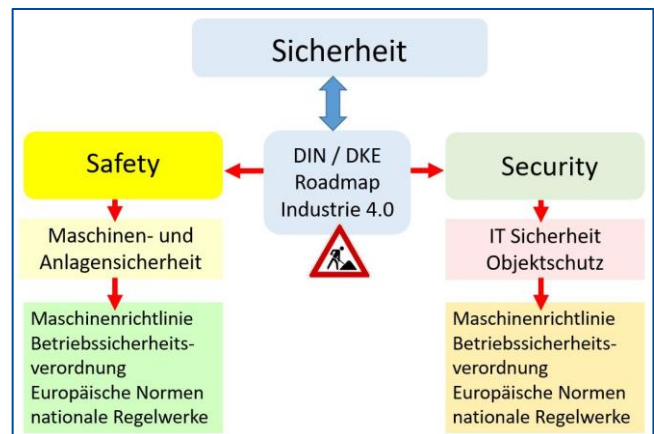 Sicherheit
Safety
DIN / DKE
Roadmap
Industrie 4.0
Security
Maschinen- und
Anlagensicherheit
IT Sicherheit
Objektschutz
Maschinenrichtlinie
Betriebssicherheits-
verordnung
Europäische Normen
nationale Regelwerke
Maschinenrichtlinie
Betriebssicherheits-
verordnung
Europäische Normen
nationale Regelwerke